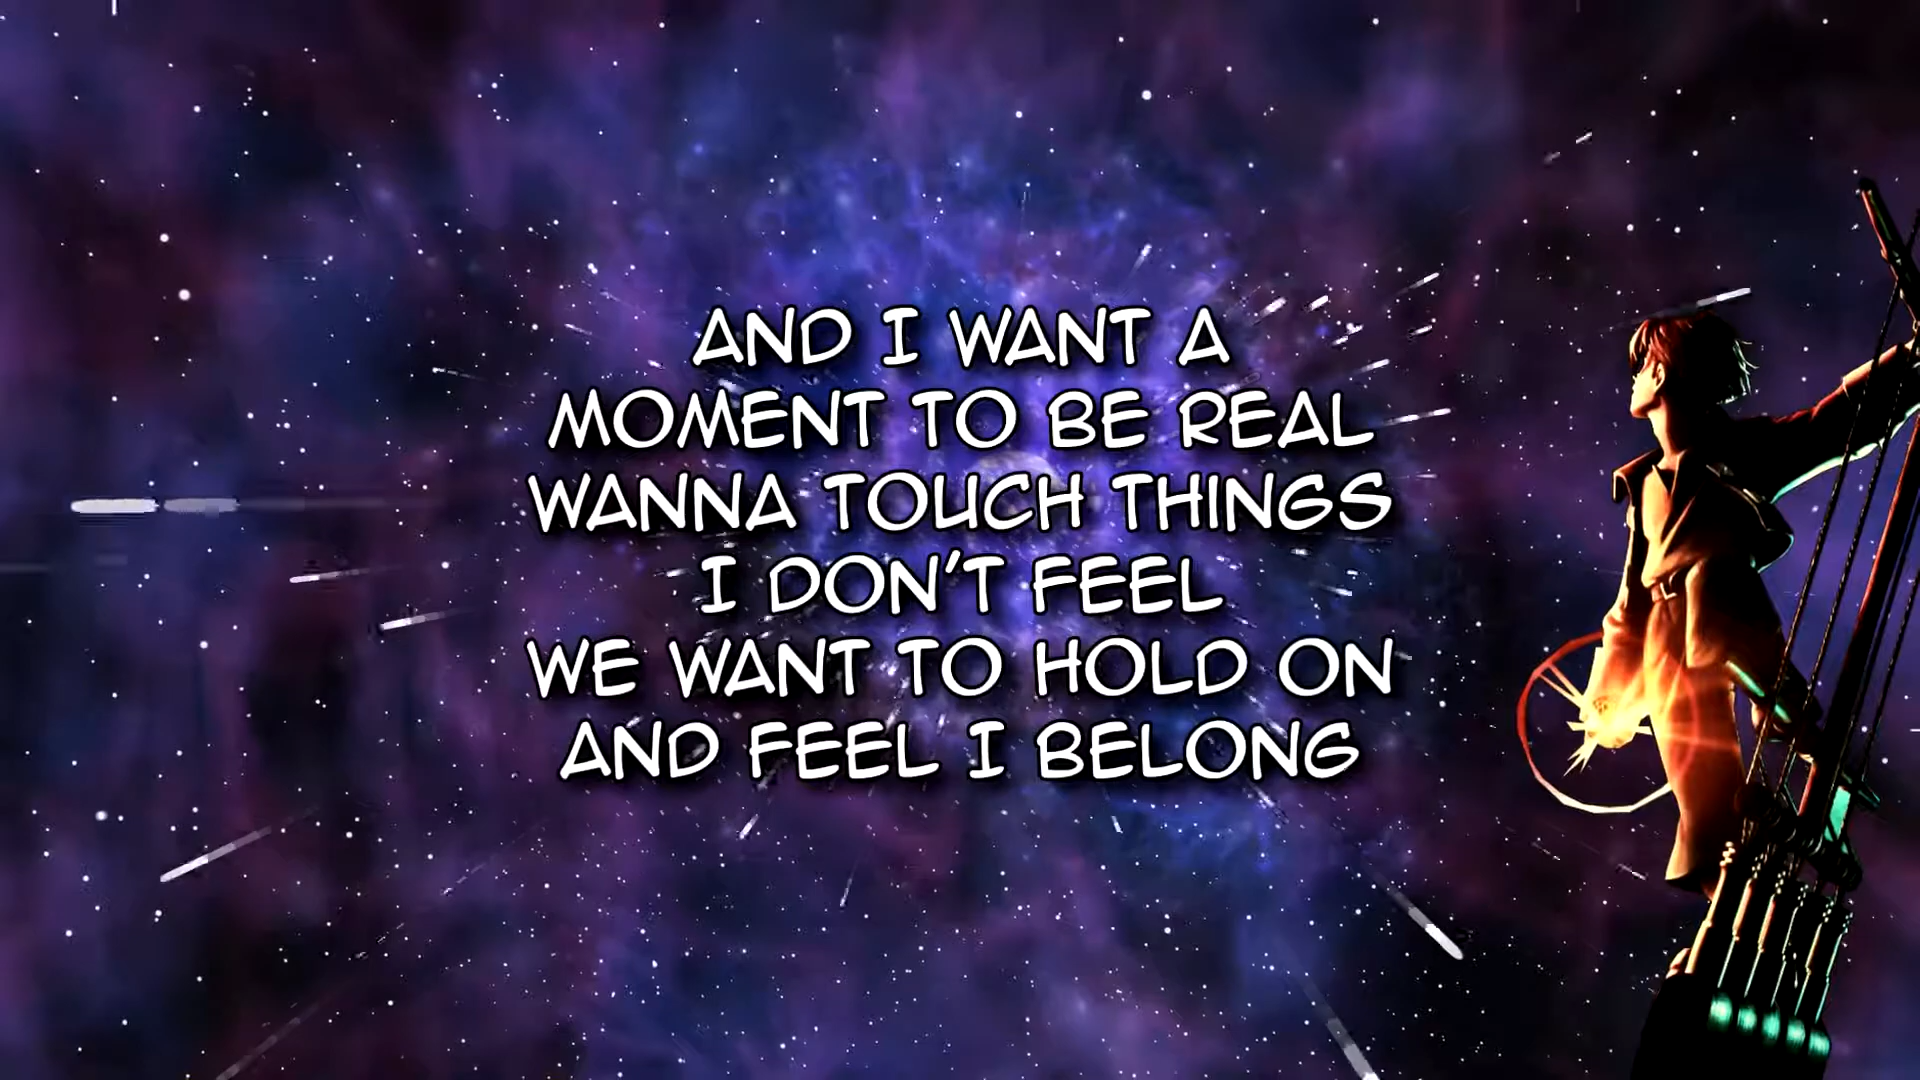 AND I WANT A
MOMENT TO BE REAL
WANNA TOUCH THINGS
I DON'T FEEL
WE WANT TO HOLD ON
AND FEEL I BELONG